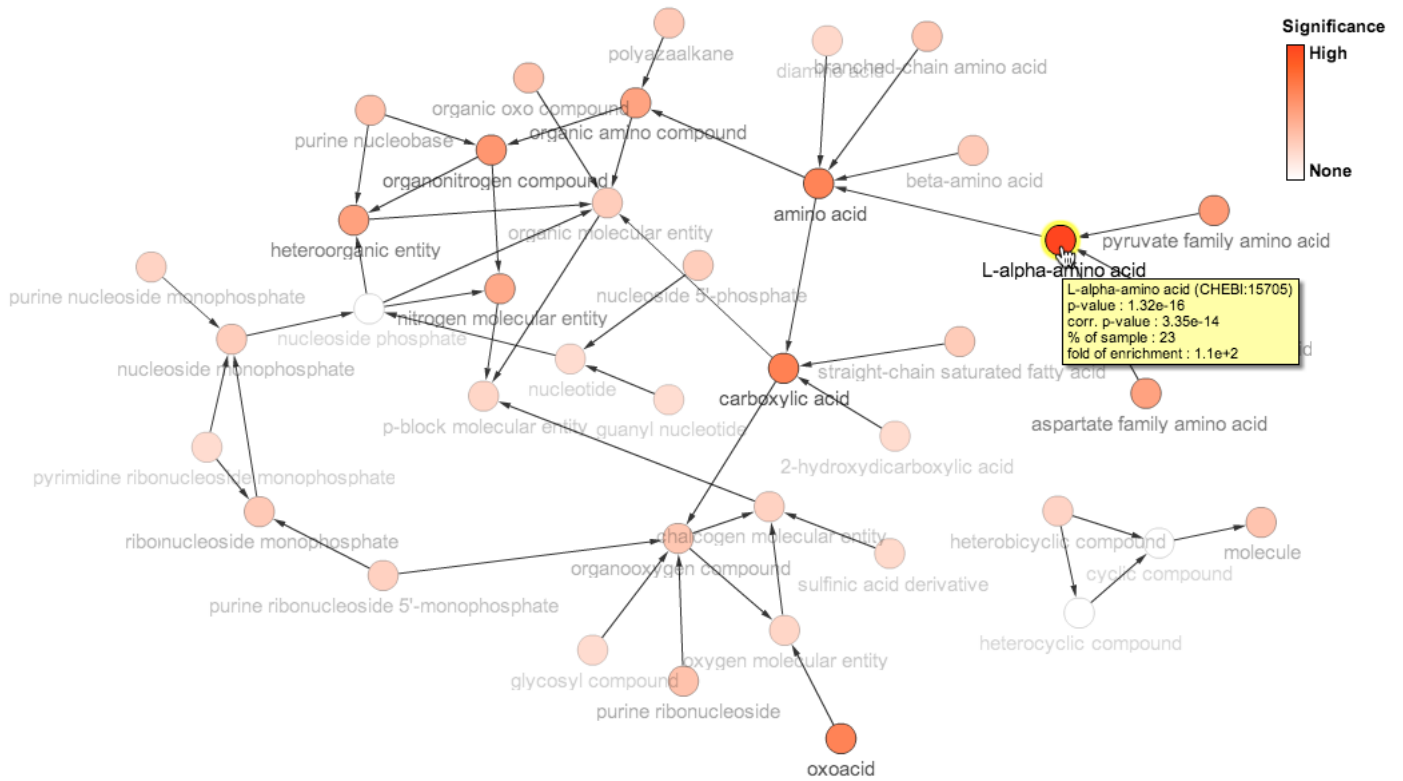 Significance
High
None
polyazaalkane
diamino acid
branched-chain amino acid
organic oxo compound
organic amino compound
purine nucleobase
organonitrogen compound
beta-amino acid
amino acid
organic molecular entity
heteroorganic entity
pyruvate family amino acid
L-alpha-amino acid
L-alpha-amino acid (CHEBI:15705)
p-value : 1.32e-16
corr. p-value : 3.35e-14
% of sample : 23
fold of enrichment : 1.1e+2
purine nucleoside monophosphate
nucleoside 5'-phosphate
nitrogen molecular entity
nucleoside phosphate
nucleoside monophosphate
straight-chain saturated fatty acid
nucleotide
carboxylic acid
p-block molecular entity
guanyl nucleotide
aspartate family amino acid
2-hydroxydicarboxylic acid
pyrimidine ribonucleoside monophosphate
chalcogen molecular entity
ribonucleoside monophosphate
heterobicyclic compound
molecule
organooxygen compound
cyclic compound
sulfinic acid derivative
purine ribonucleoside 5'-monophosphate
heterocyclic compound
oxygen molecular entity
glycosyl compound
purine ribonucleoside
oxoacid